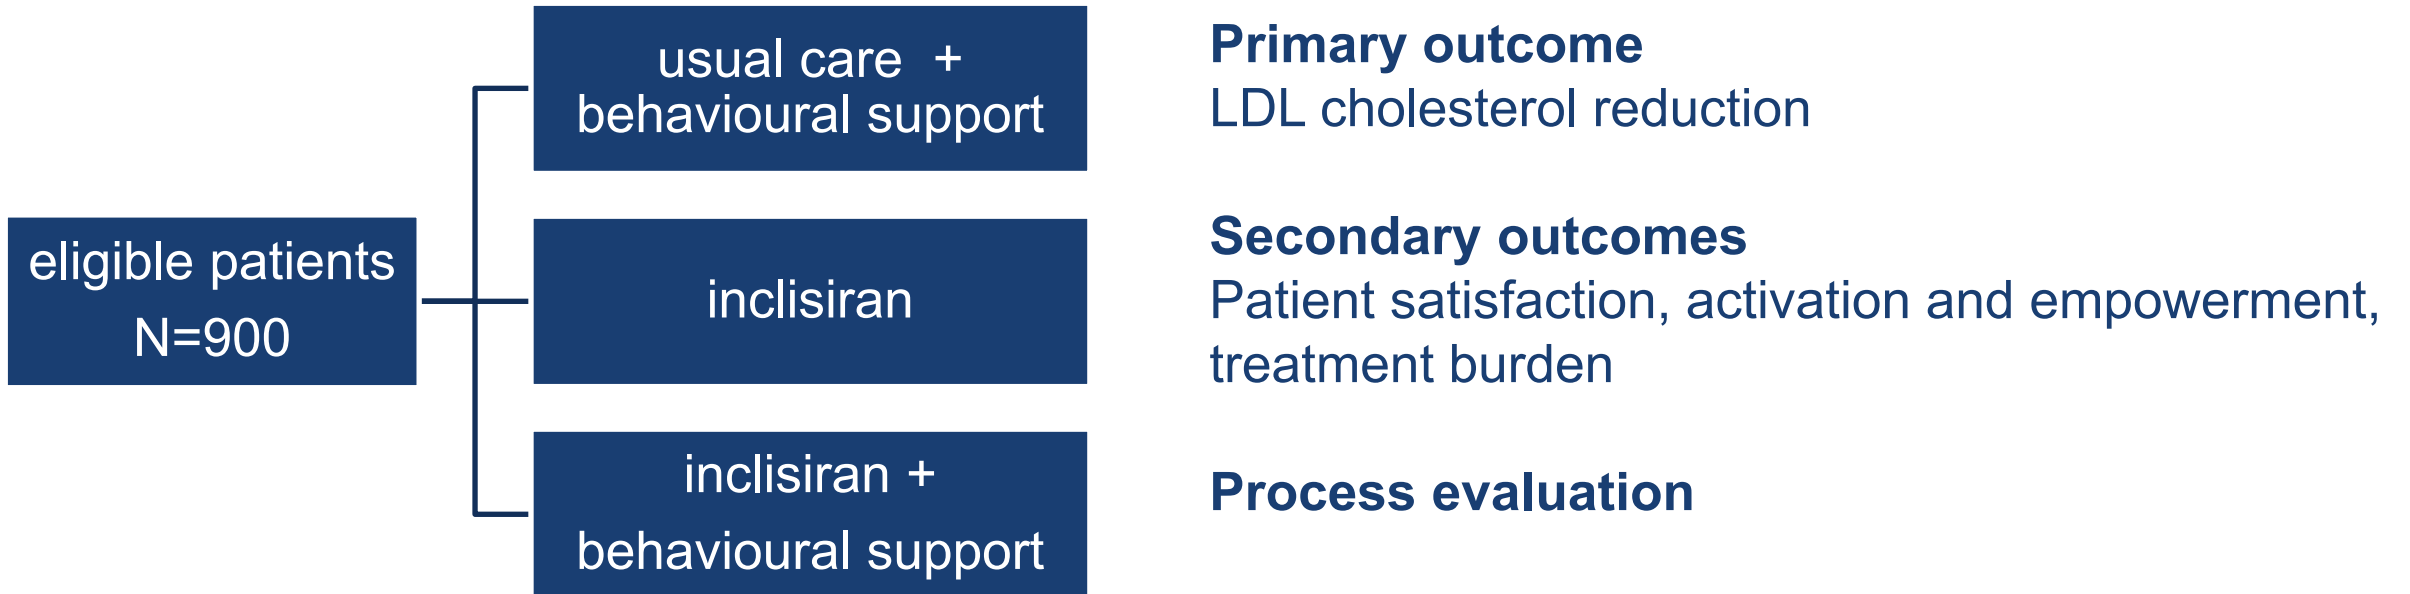 eligible patients
N=900
usual care +
behavioural support
inclisiran
inclisiran +
behavioural support
Primary outcome
LDL cholesterol reduction
Secondary outcomes
Patient satisfaction, activation and empowerment,
treatment burden
Process evaluation